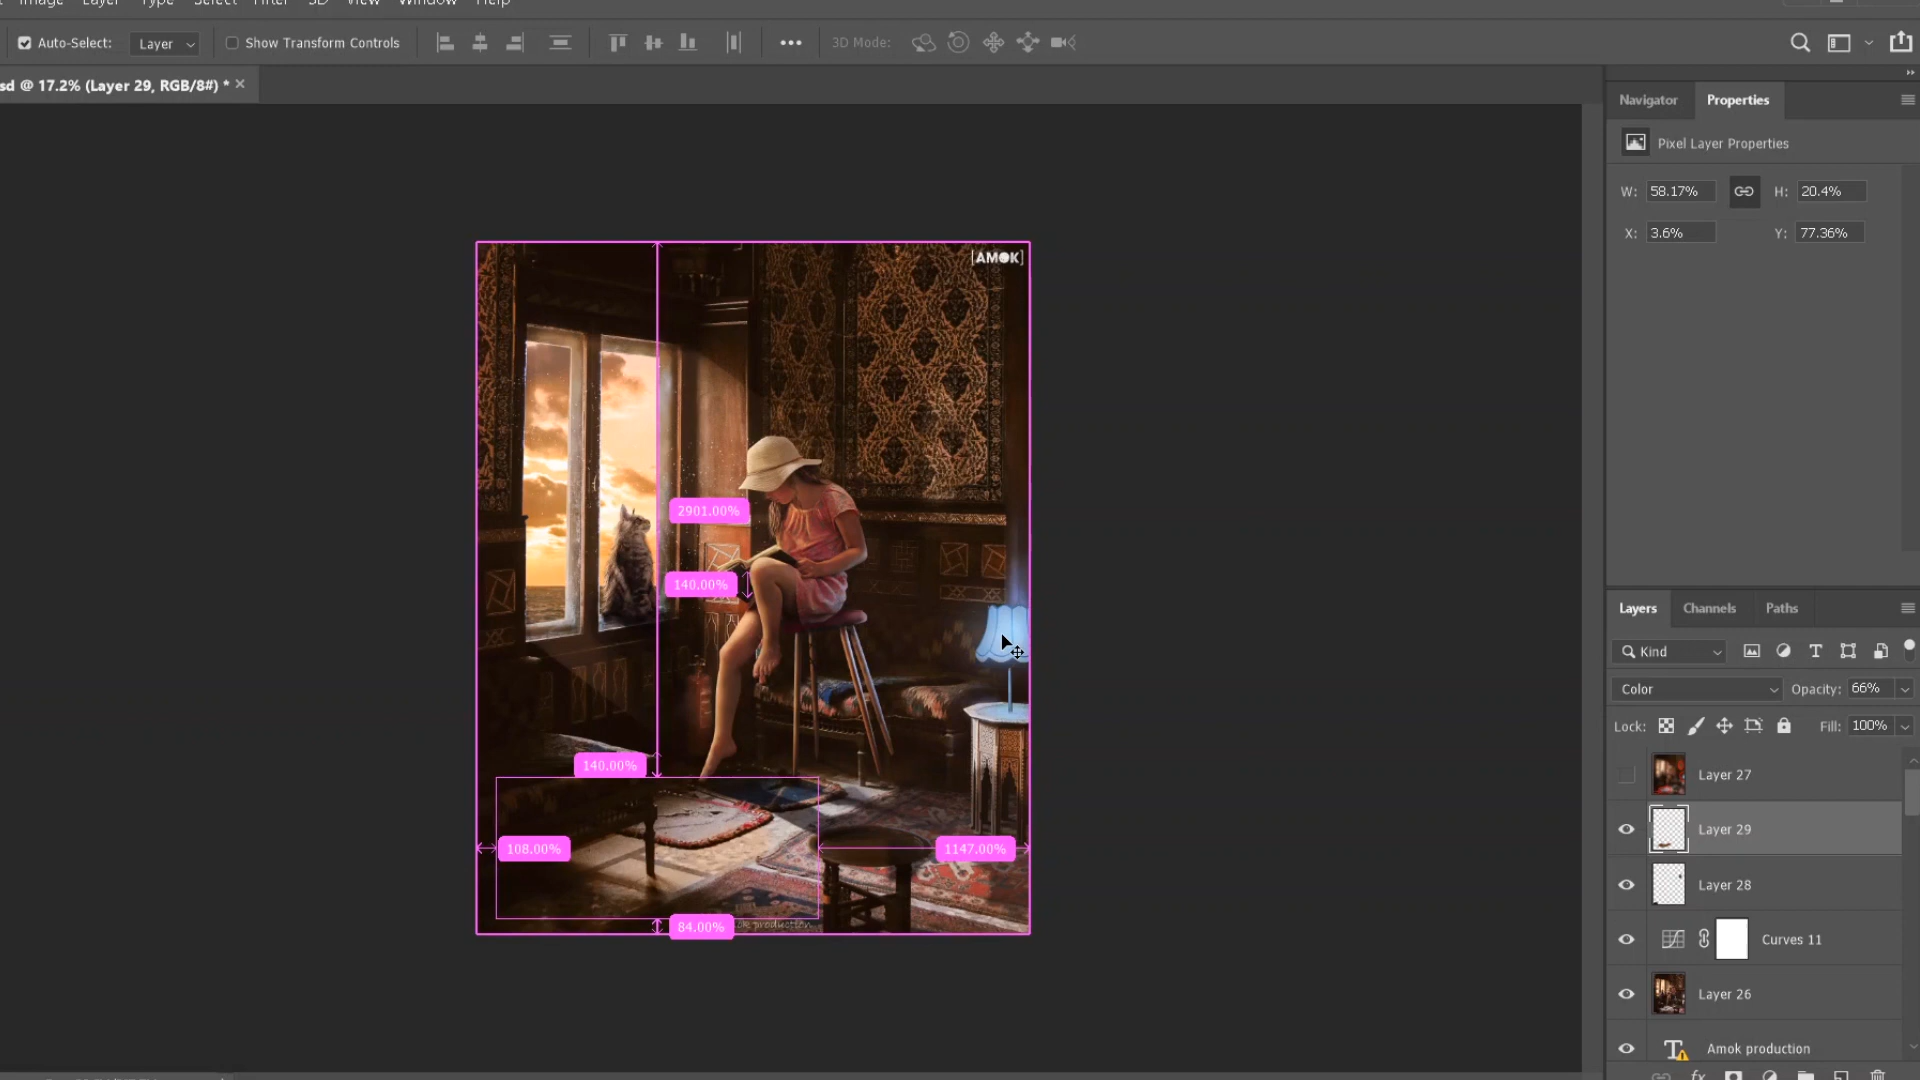 Image Layer Type Select Filter 3D View Window Help
Auto-Select: Layer Show Transform Controls 3D Mode:
sd @ 17.2% (Layer 29, RGB/8#) *
Navigator Properties
Pixel Layer Properties
W: 58.17% H: 20.4%
X: 3.6% Y: 77.36%
[AMOK]
2901.00%
140.00%
140.00%
108.00% 1147.00%
84.00% ok production
Layers Channels Paths
Kind
Color Opacity: 66%
Lock: Fill: 100%
Layer 27
Layer 29
Layer 28
Curves 11
Layer 26
Amok production